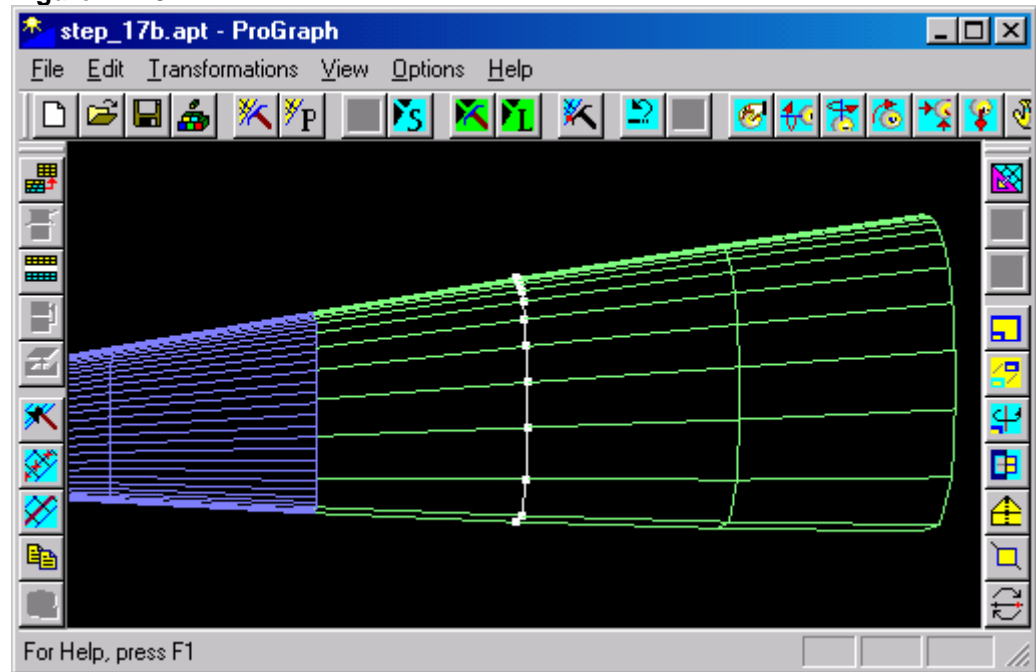 step_17b.apt - ProGraph
File Edit Transformations View Options Help
P S L
For Help, press F1